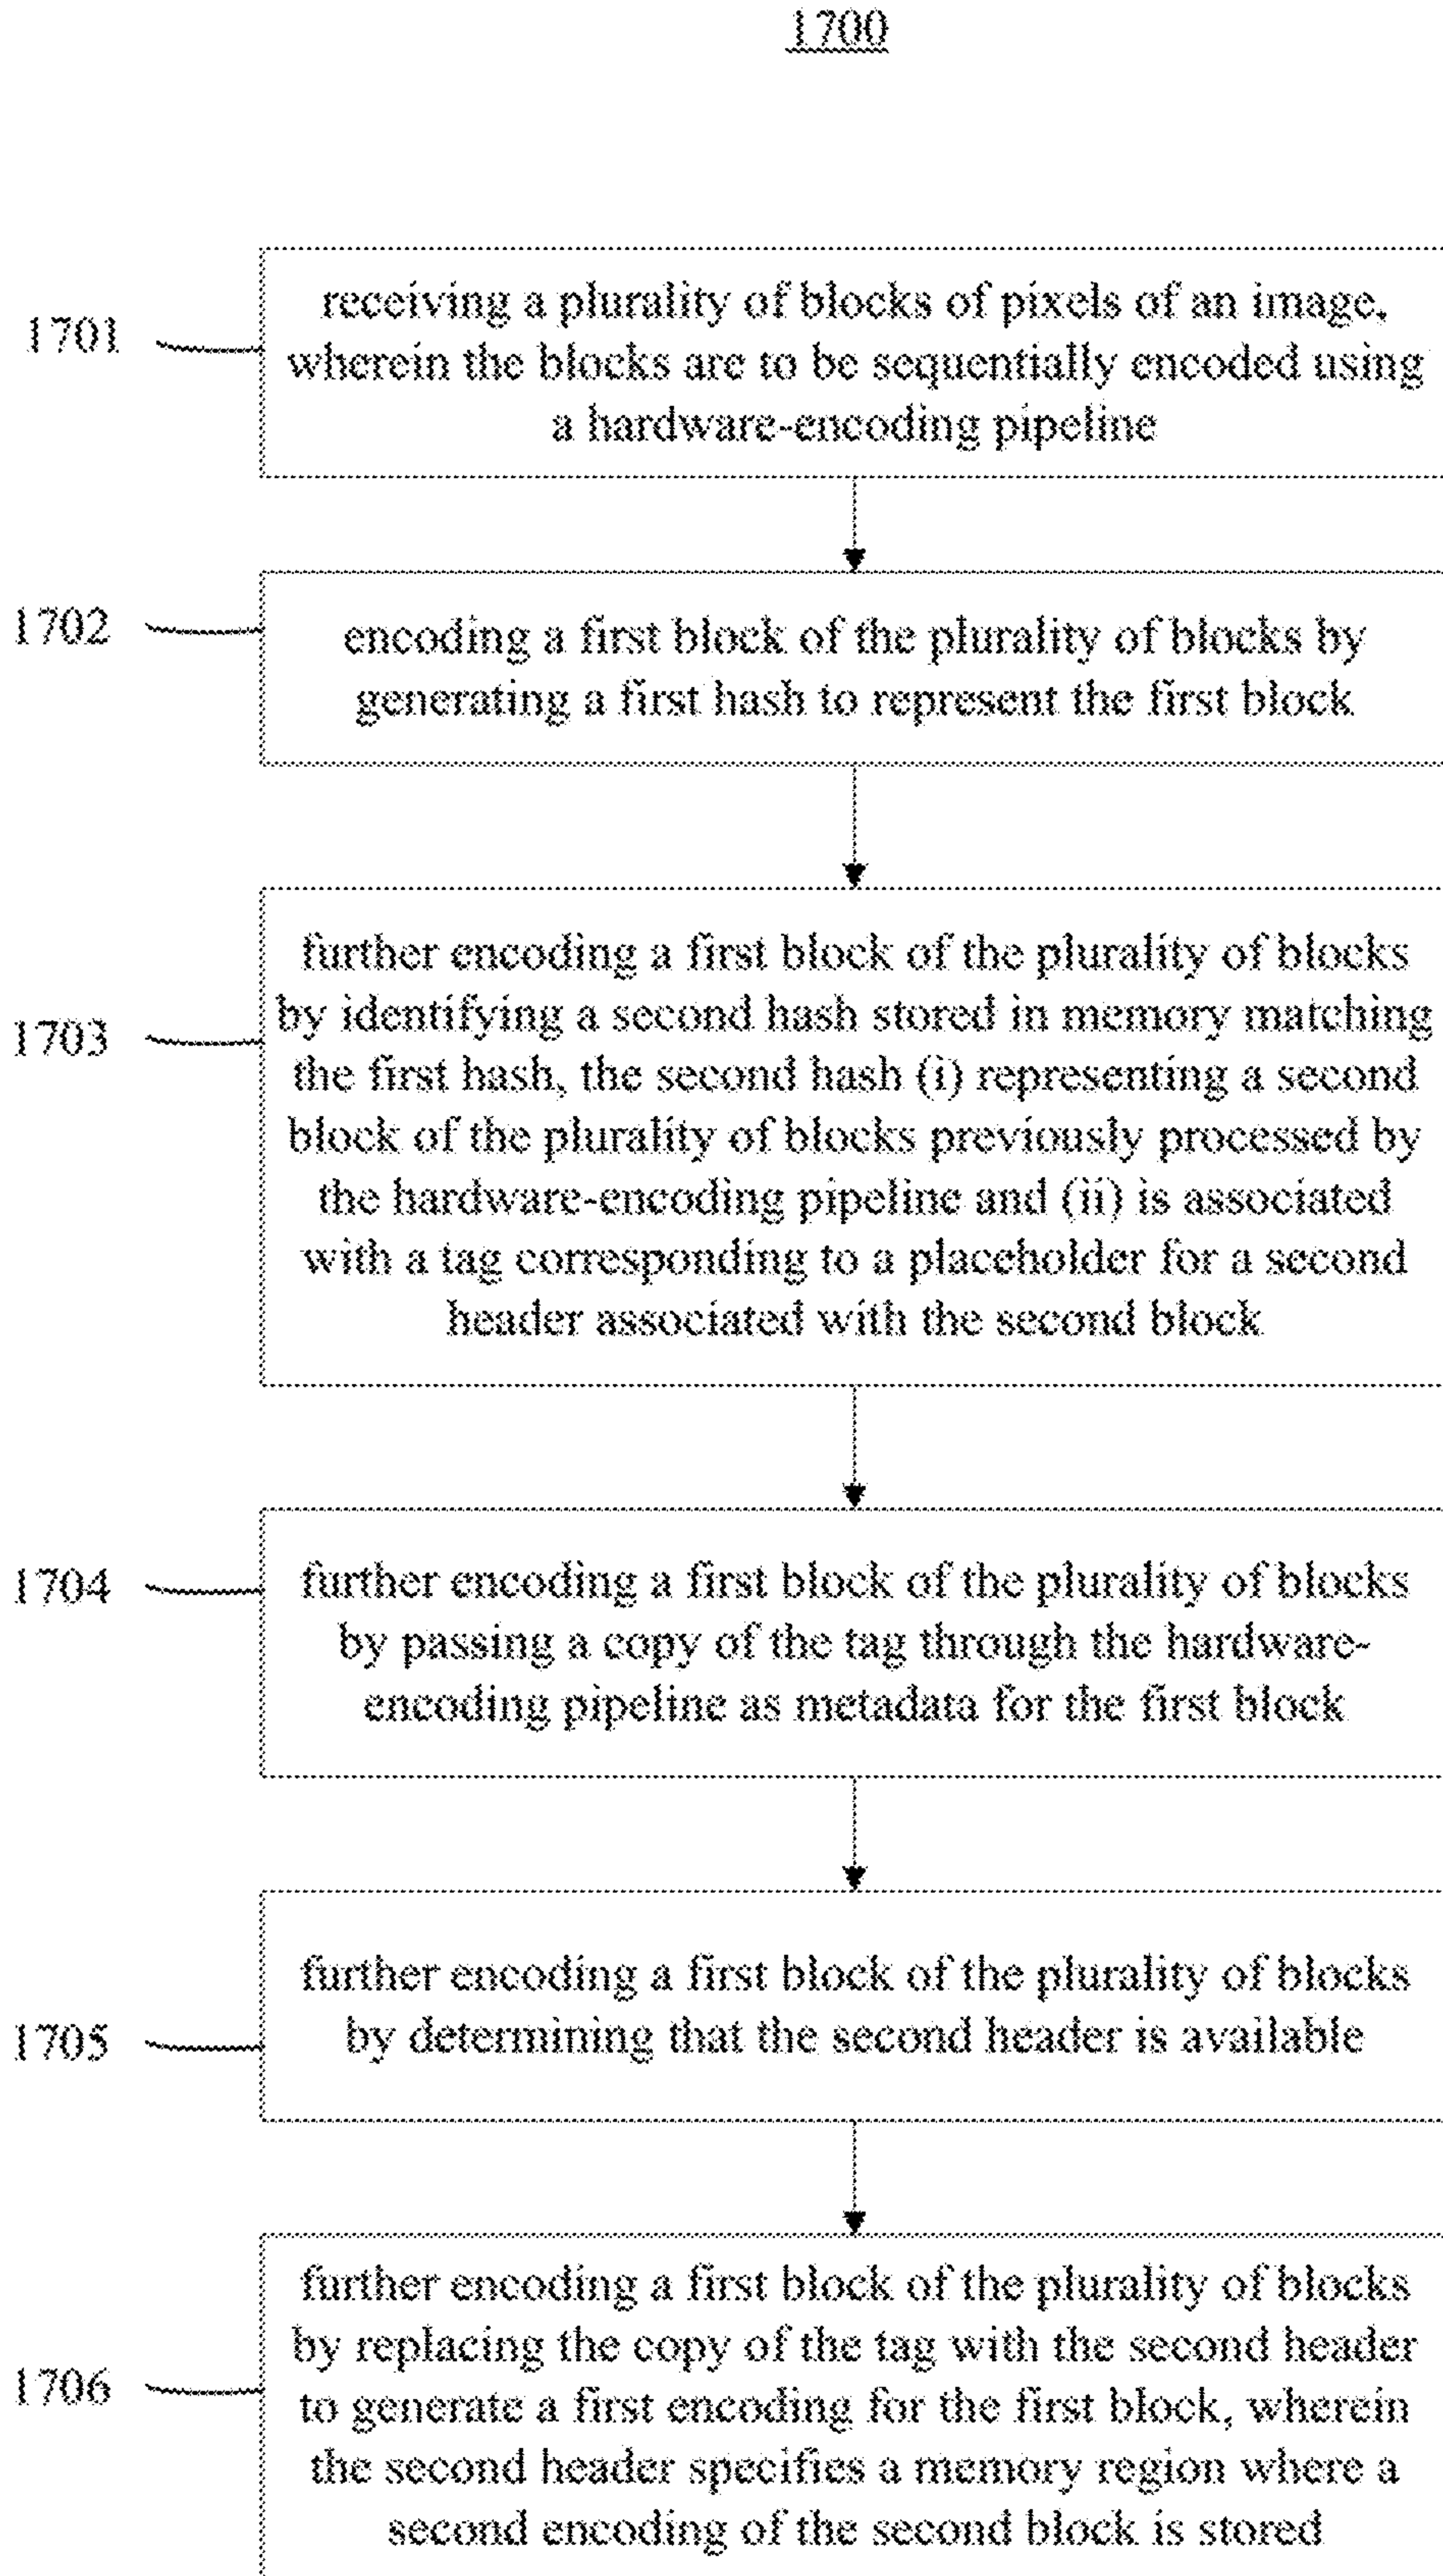 1700
1701
receiving a plurality of blocks of pixels of an image,
wherein the blocks are to be sequentially encoded using
a hardware-encoding pipeline
1702
encoding a first block of the plurality of blocks by
generating a first hash to represent the first block
1703
further encoding a first block of the plurality of blocks
by identifying a second hash stored in memory matching
the first hash, the second hash (i) representing a second
block of the plurality of blocks previously processed by
the hardware-encoding pipeline and (ii) is associated
with a tag corresponding to a placeholder for a second
header associated with the second block
1704
further encoding a first block of the plurality of blocks
by passing a copy of the tag through the hardware-
encoding pipeline as metadata for the first block
1705
further encoding a first block of the plurality of blocks
by determining that the second header is available
1706
further encoding a first block of the plurality of blocks
by replacing the copy of the tag with the second header
to generate a first encoding for the first block, wherein
the second header specifies a memory region where a
second encoding of the second block is stored